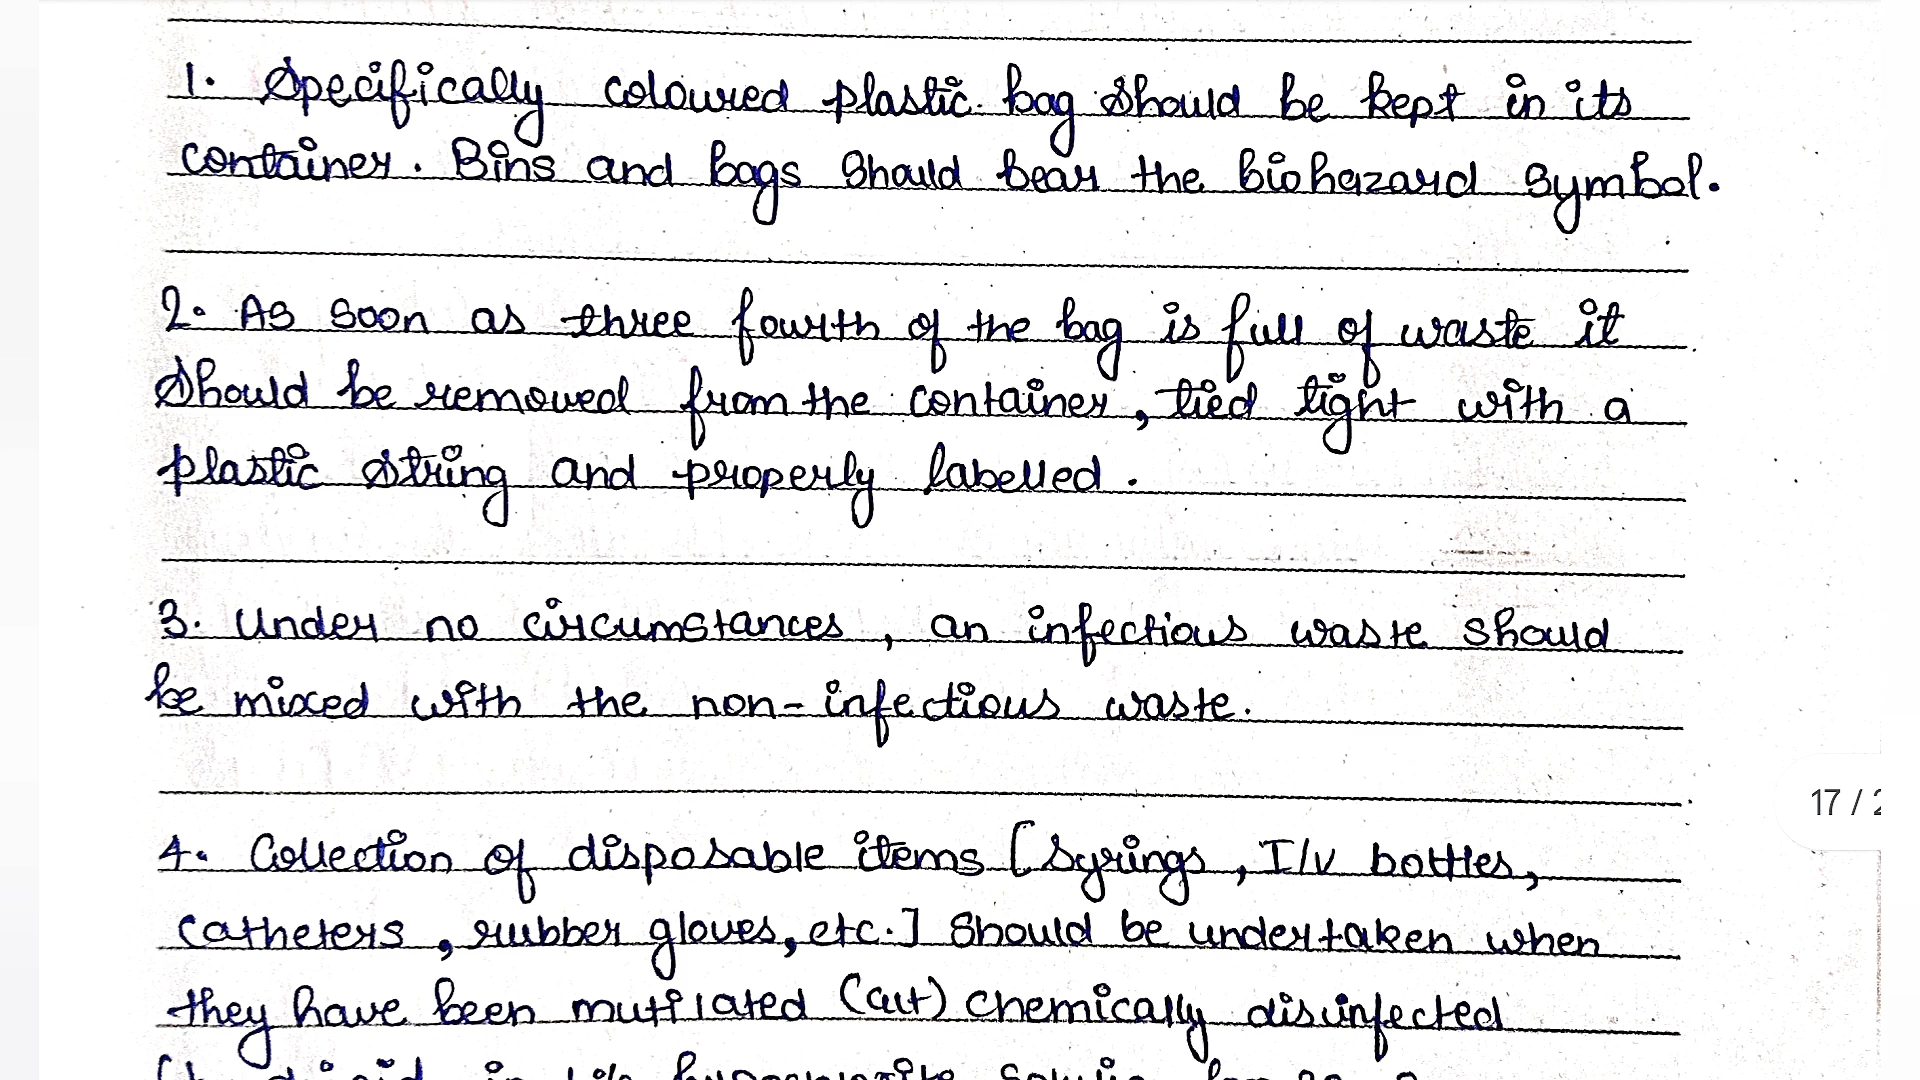 1. Specifically coloured plastic bag should be kept in its
container. Bins and bags should bear the biohazard symbol.
2. As soon as three fourth of the bag is full of waste it
should be removed from the container, tied tight with a
plastic string and properly labelled.
3. Under no circumstances, an infectious waste should
be mixed with the non-infectious waste.
17 / 2
4. Collection of disposable items [syrings, I/V bottles,
catheters, rubber gloves, etc.] should be undertaken when
they have been mutilated (cut) chemically disinfected
in 1%